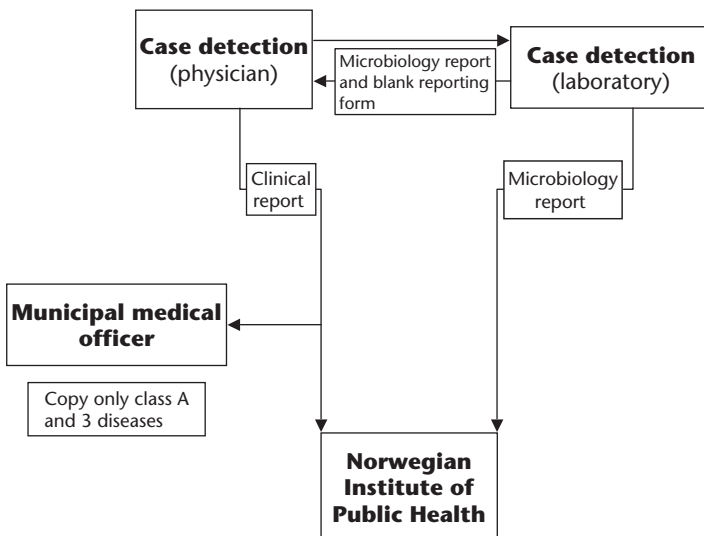 Case detection
(physician)
Microbiology report
and blank reporting
form
Case detection
(laboratory)
Clinical
report
Microbiology
report
Municipal medical
officer
Copy only class A
and 3 diseases
Norwegian
Institute of
Public Health